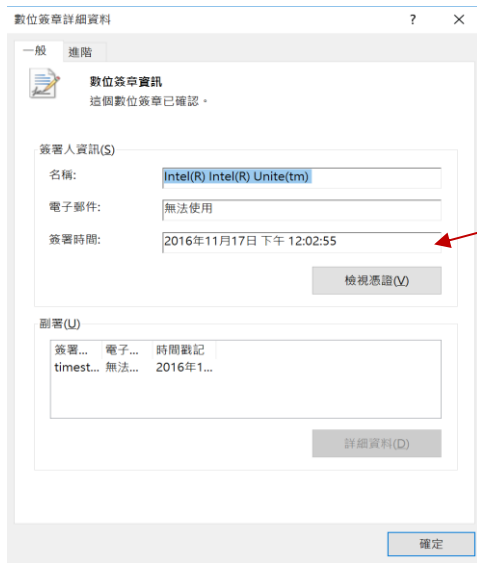 數位簽章詳細資料 ? ×
一般 進階
數位簽章資訊
這個數位簽章已確認。
簽署人資訊(S)
名稱: Intel(R) Intel(R) Unite(tm)
電子郵件: 無法使用
簽署時間: 2016年11月17日 下午 12:02:55
檢視憑證(V)
副署(U)
簽署... 電子... 時間戳記
timest... 無法... 2016年1...
詳細資料(D)
確定